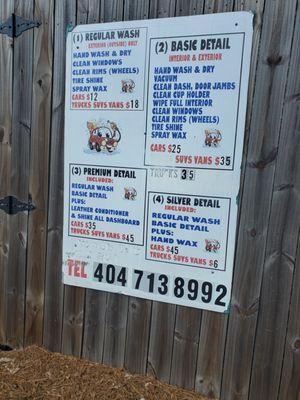 (1) REGULAR WASH
EXTERIOR (OUTSIDE) ONLY
HAND WASH & DRY
CLEAN WINDOWS
CLEAN RIMS (WHEELS)
TIRE SHINE
SPRAY WAX
CARS $12
TRUCKS SUYS VANS $18
(2) BASIC DETAIL
INTERIOR & EXTERIOR
HAND WASH & DRY
VACUUM
CLEAN DASH, DOOR JAMBS
CLEAN CUP HOLDER
WIPE FULL INTERIOR
CLEAN WINDOWS
CLEAN RIMS (WHEELS)
TIRE SHINE
SPRAY WAX
CARS $25
SUYS VANS $35
TRUCKS 35
(3) PREMIUM DETAIL
INCLUDED:
REGULAR WASH
BASIC DETAIL
PLUS:
LEATHER CONDITIONER
& SHINE ALL DASHBOARD
CARS $35
TRUCKS SUYS VANS $45
(4) SILVER DETAIL
INCLUDED:
REGULAR WASH
BASIC DETAIL
PLUS:
HAND WAX
CARS $45
TRUCKS SUYS VANS $6
TEL 404 713 8992